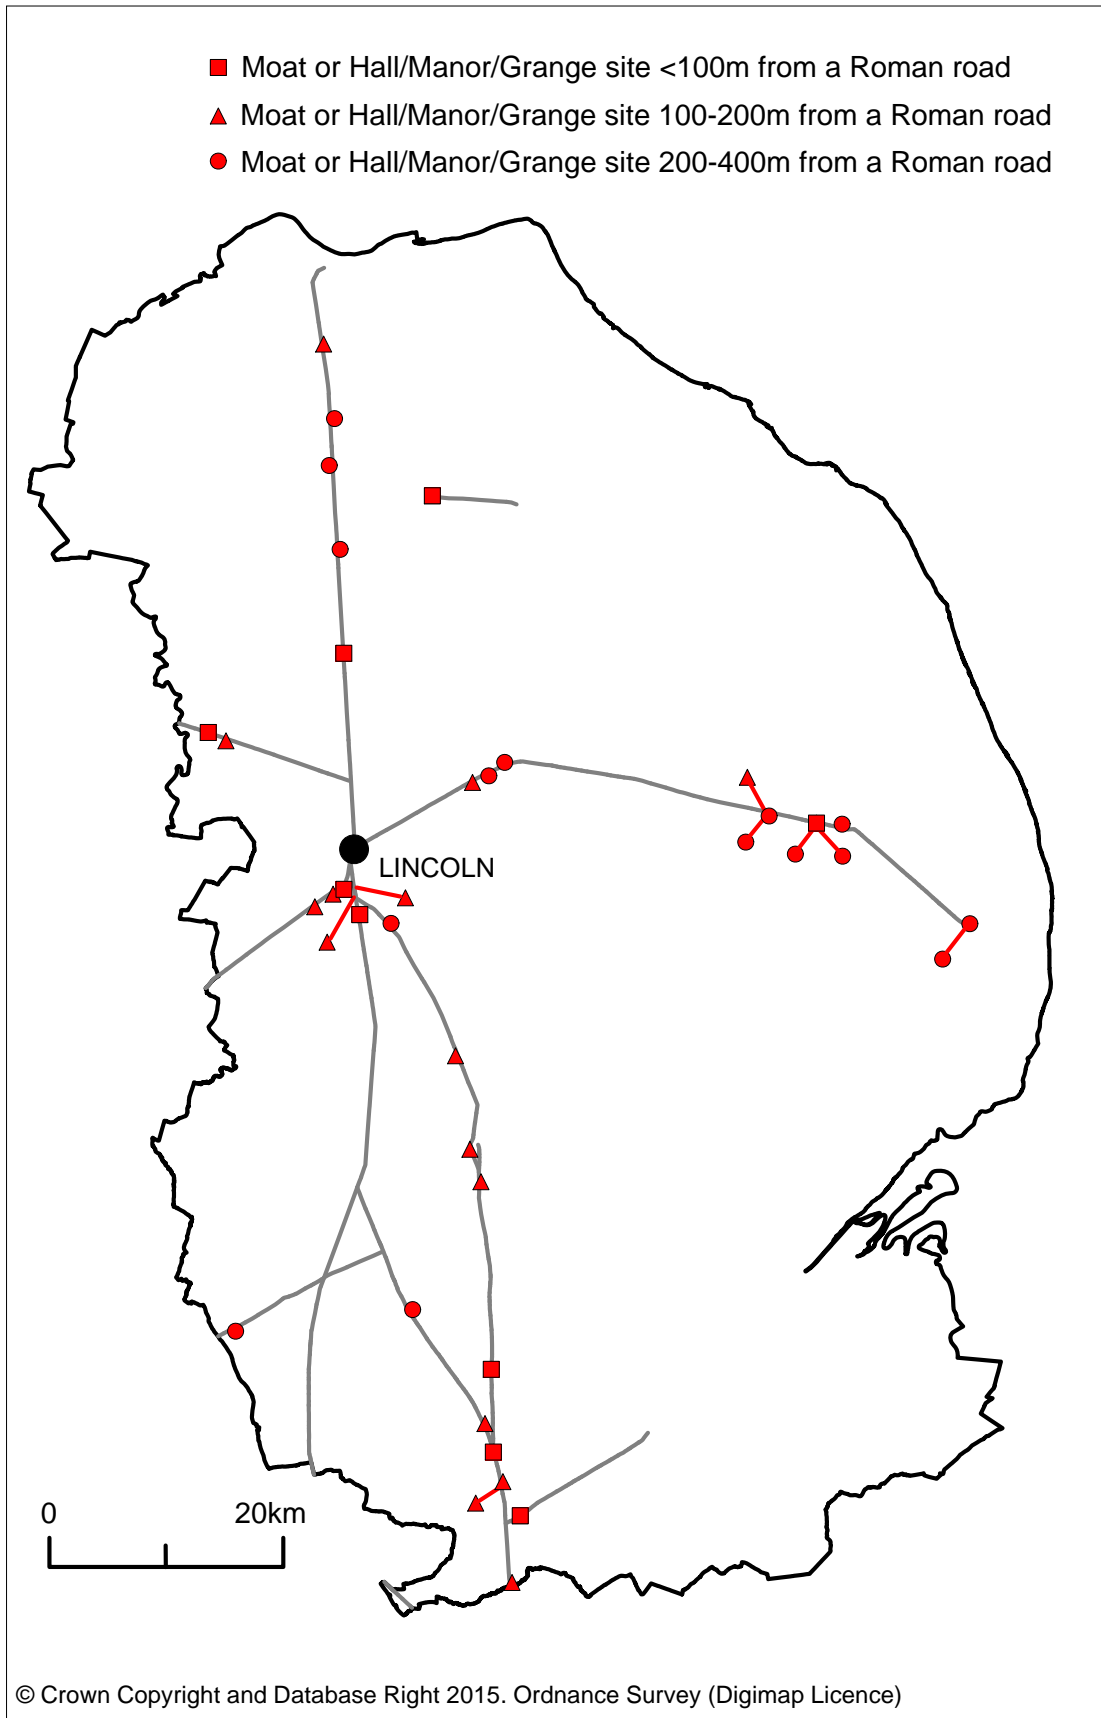 Moat or Hall/Manor/Grange site <100m from a Roman road
Moat or Hall/Manor/Grange site 100-200m from a Roman road
Moat or Hall/Manor/Grange site 200-400m from a Roman road
LINCOLN
0 20km
© Crown Copyright and Database Right 2015. Ordnance Survey (Digimap Licence)